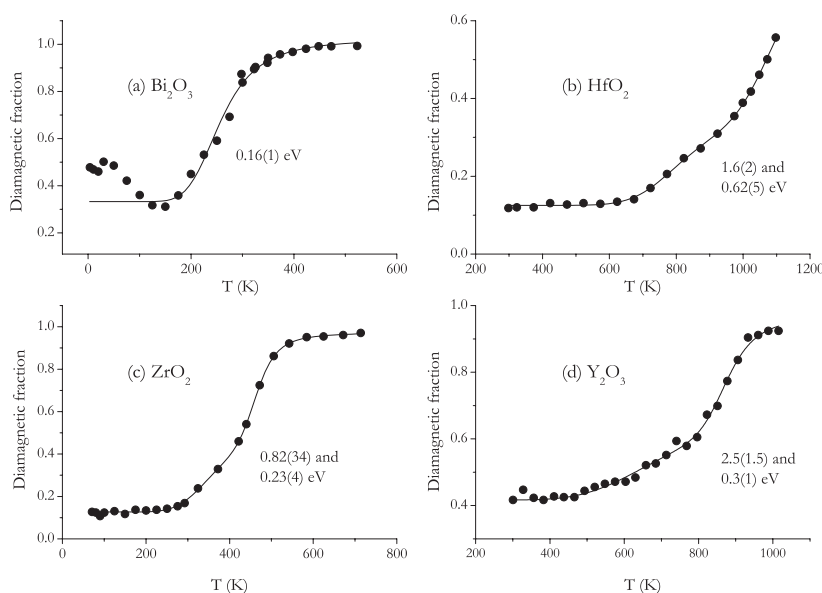 Diamagnetic fraction
1.0
0.8
0.6
0.4
0.2
(a) Bi2O3
0.16(1) eV
0
200
400
600
T (K)
Diamagnetic fraction
0.6
0.4
0.2
0.0
(b) HfO2
1.6(2) and
0.62(5) eV
200
400
600
800
1000
1200
T (K)
Diamagnetic fraction
1.0
0.8
0.6
0.4
0.2
0.0
(c) ZrO2
0.82(34) and
0.23(4) eV
0
200
400
600
800
T (K)
Diamagnetic fraction
1.0
0.8
0.6
0.4
(d) Y2O3
2.5(1.5) and
0.3(1) eV
200
400
600
800
1000
T (K)